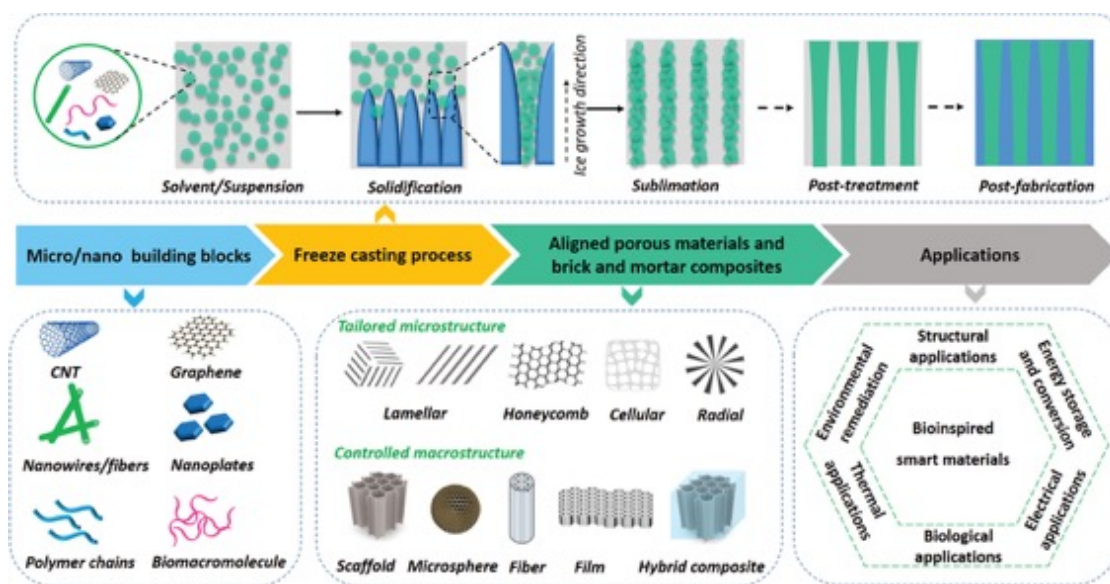 Ice growth direction
Solvent/Suspension
Solidification
Sublimation
Post-treatment
Post-fabrication
Micro/nano building blocks
Freeze casting process
Aligned porous materials and
brick and mortar composites
Applications
CNT
Graphene
Nanowires/fibers
Nanoplates
Polymer chains
Biomacromolecule
Tailored microstructure
Lamellar
Honeycomb
Cellular
Radial
Controlled macrostructure
Scaffold
Microsphere
Fiber
Film
Hybrid composite
Structural
applications
Energy storage
and conversion
Electrical applications
Biological
applications
Thermal
applications
Environmental
remediation
Bioinspired
smart materials